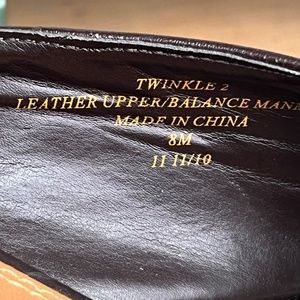 TWINKLE 2
LEATHER UPPER/BALANCE MAN
MADE IN CHINA
8M
11 11/10